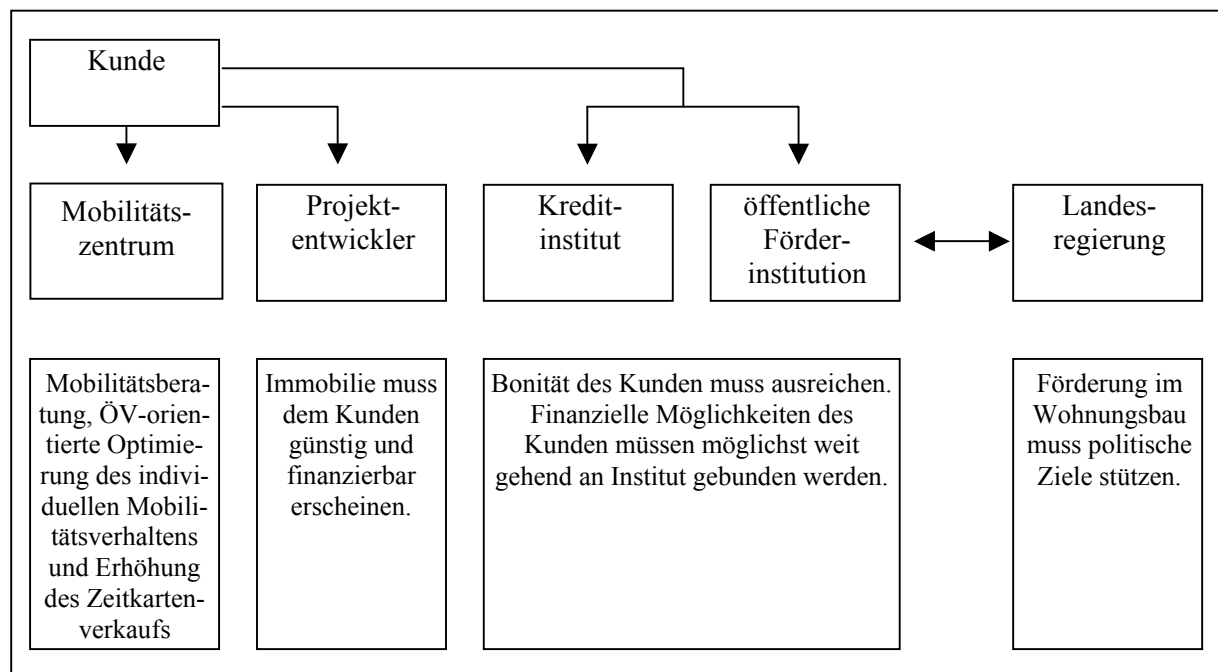 Kunde
Mobilitäts-
zentrum
Projekt-
entwickler
Kredit-
institut
öffentliche
Förder-
institution
Landes-
regierung
Mobilitätsbera-
tung, ÖV-orien-
tierte Optimie-
rung des indivi-
duellen Mobili-
tätsverhaltens
und Erhöhung
des Zeitkarten-
verkaufs
Immobilie muss
dem Kunden
günstig und
finanzierbar
erscheinen.
Bonität des Kunden muss ausreichen.
Finanzielle Möglichkeiten des
Kunden müssen möglichst weit
gehend an Institut gebunden werden.
Förderung im
Wohnungsbau
muss politische
Ziele stützen.